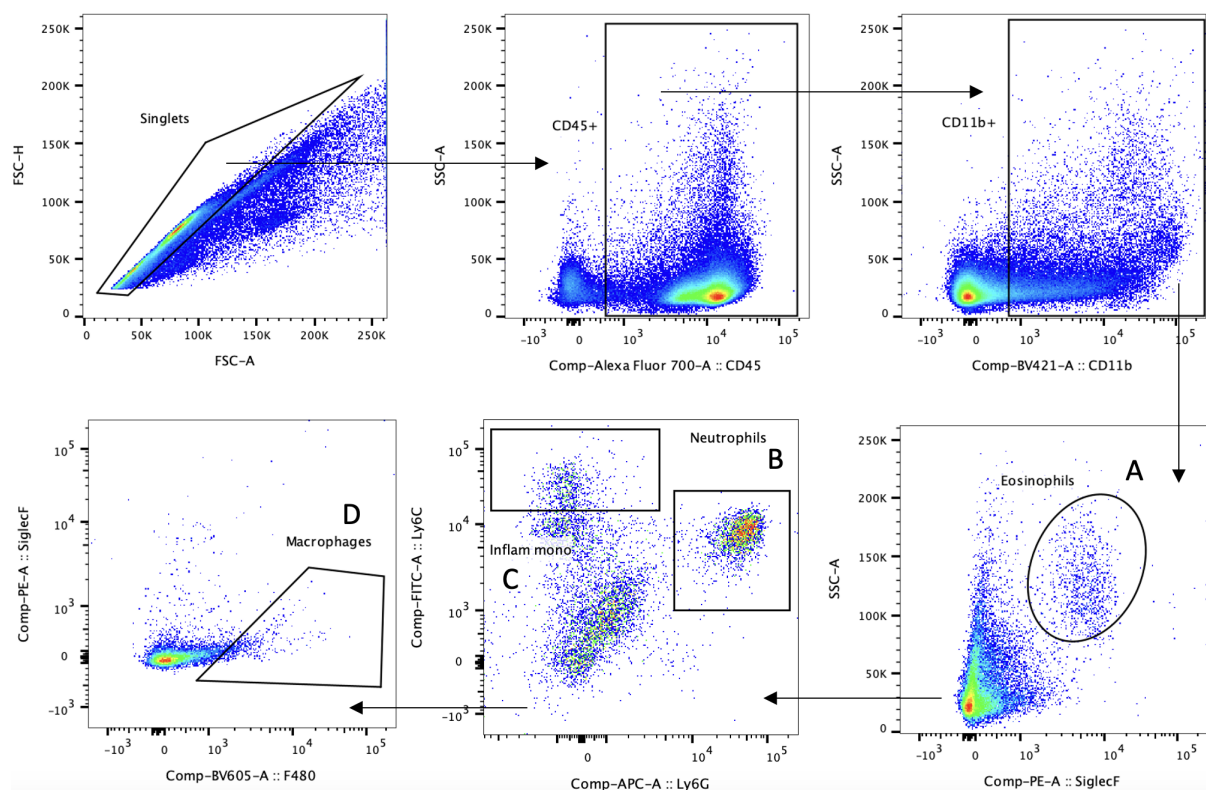 250K
200K
150K
100K
50K
0
FSC-H
Singlets
0
50K
100K
150K
200K
250K
FSC-A
250K
200K
150K
100K
50K
0
SSC-A
CD45+
-10³
0
10³
10⁴
10⁵
Comp-Alexa Fluor 700-A :: CD45
250K
200K
150K
100K
50K
0
SSC-A
CD11b+
-10³
0
10³
10⁴
10⁵
Comp-BV421-A :: CD11b
10⁵
10⁴
10³
0
-10³
Comp-PE-A :: SiglecF
D
Macrophages
-10³
0
10³
10⁴
10⁵
Comp-BV605-A :: F480
10⁵
10⁴
10³
0
-10³
Comp-FITC-A :: Ly6C
Neutrophils
B
Inflam mono
C
0
10⁴
10⁵
Comp-APC-A :: Ly6G
250K
200K
150K
100K
50K
0
SSC-A
Eosinophils
A
-10³
0
10³
10⁴
10⁵
Comp-PE-A :: SiglecF